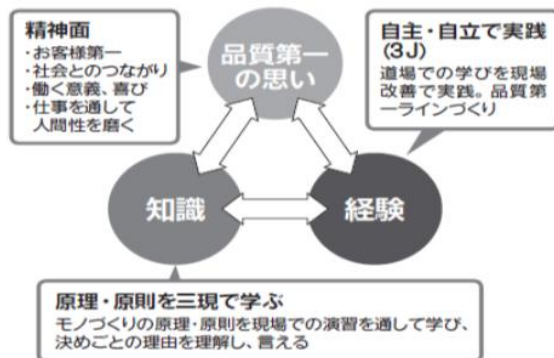 精神面
・お客様第一
・社会とのつながり
・働く意義、喜び
・仕事を通して
人間性を磨く
品質第一
の思い
自主・自立で実践
(3J)
道場での学びを現場
改善で実践。品質第
一ラインづくり
知識
経験
原理・原則を三現で学ぶ
モノづくりの原理・原則を現場での演習を通して学び、
決めごとの理由を理解し、言える